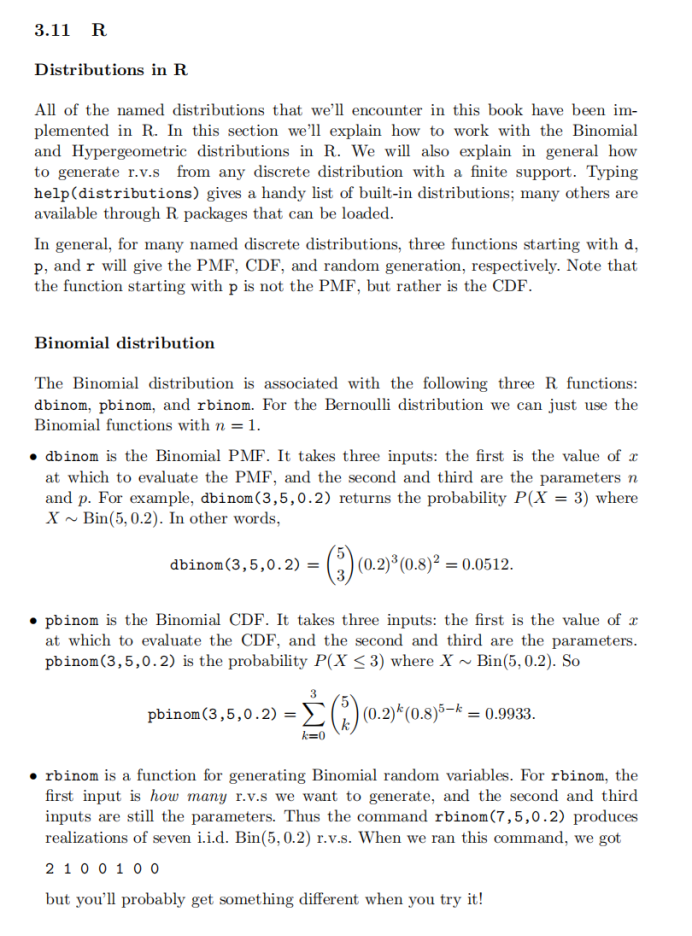 3.11 R
Distributions in R
All of the named distributions that we'll encounter in this book have been im-
plemented in R. In this section we'll explain how to work with the Binomial
and Hypergeometric distributions in R. We will also explain in general how
to generate r.v.s from any discrete distribution with a finite support. Typing
help(distributions) gives a handy list of built-in distributions; many others are
available through R packages that can be loaded.
In general, for many named discrete distributions, three functions starting with d,
p, and r will give the PMF, CDF, and random generation, respectively. Note that
the function starting with p is not the PMF, but rather is the CDF.
Binomial distribution
The Binomial distribution is associated with the following three R functions:
dbinom, pbinom, and rbinom. For the Bernoulli distribution we can just use the
Binomial functions with n = 1.
• dbinom is the Binomial PMF. It takes three inputs: the first is the value of x
at which to evaluate the PMF, and the second and third are the parameters n
and p. For example, dbinom(3,5,0.2) returns the probability P(X = 3) where
X ∼ Bin(5, 0.2). In other words,
dbinom(3,5,0.2) = \binom{5}{3} (0.2)^3 (0.8)^2 = 0.0512.
• pbinom is the Binomial CDF. It takes three inputs: the first is the value of x
at which to evaluate the CDF, and the second and third are the parameters.
pbinom(3,5,0.2) is the probability P(X ≤ 3) where X ∼ Bin(5, 0.2). So
pbinom(3,5,0.2) = \sum_{k=0}^{3} \binom{5}{k} (0.2)^k (0.8)^{5−k} = 0.9933.
• rbinom is a function for generating Binomial random variables. For rbinom, the
first input is how many r.v.s we want to generate, and the second and third
inputs are still the parameters. Thus the command rbinom(7,5,0.2) produces
realizations of seven i.i.d. Bin(5, 0.2) r.v.s. When we ran this command, we got
2 1 0 0 1 0 0
but you'll probably get something different when you try it!